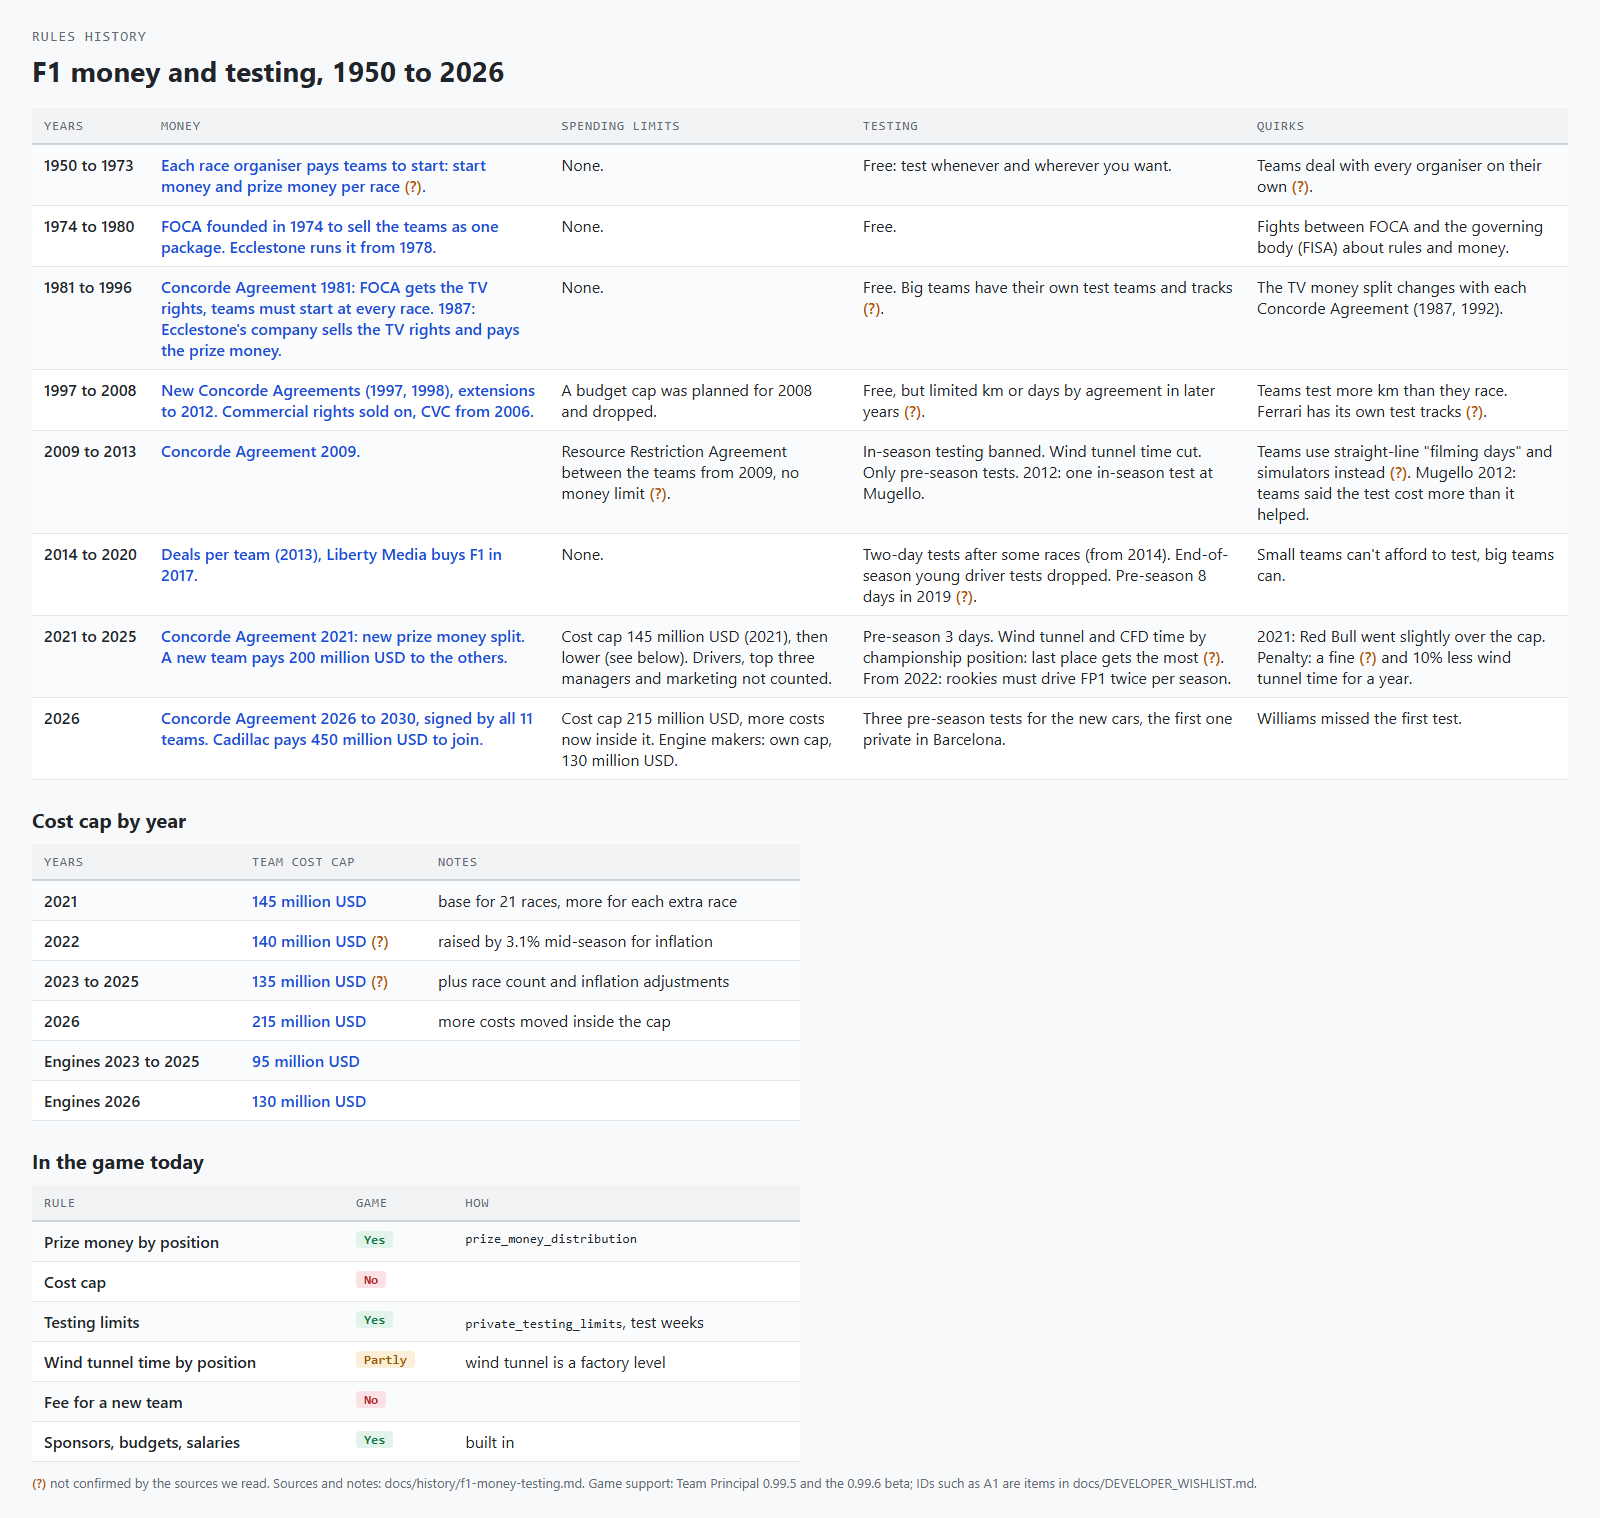 RULES HISTORY
F1 money and testing, 1950 to 2026
YEARS MONEY SPENDING LIMITS TESTING QUIRKS
1950 to 1973 Each race organiser pays teams to start: start None. Free: test whenever and wherever you want. Teams deal with every organiser on their
money and prize money per race (?). own (?).
1974 to 1980 FOCA founded in 1974 to sell the teams as one None. Free. Fights between FOCA and the governing
package. Ecclestone runs it from 1978. body (FISA) about rules and money.
1981 to 1996 Concorde Agreement 1981: FOCA gets the TV None. Free. Big teams have their own test teams and tracks The TV money split changes with each
rights, teams must start at every race. 1987: (?). Concorde Agreement (1987, 1992).
Ecclestone's company sells the TV rights and pays
the prize money.
1997 to 2008 New Concorde Agreements (1997, 1998), extensions A budget cap was planned for 2008 Free, but limited km or days by agreement in later Teams test more km than they race.
to 2012. Commercial rights sold on, CVC from 2006. and dropped. years (?). Ferrari has its own test tracks (?).
2009 to 2013 Concorde Agreement 2009. Resource Restriction Agreement In-season testing banned. Wind tunnel time cut. Teams use straight-line "filming days" and
between the teams from 2009, no Only pre-season tests. 2012: one in-season test at simulators instead (?). Mugello 2012:
money limit (?). Mugello. teams said the test cost more than it
helped.
2014 to 2020 Deals per team (2013), Liberty Media buys F1 in None. Two-day tests after some races (from 2014). End-of- Small teams can't afford to test, big teams
2017. season young driver tests dropped. Pre-season 8 can.
days in 2019 (?).
2021 to 2025 Concorde Agreement 2021: new prize money split. Cost cap 145 million USD (2021), then Pre-season 3 days. Wind tunnel and CFD time by 2021: Red Bull went slightly over the cap.
A new team pays 200 million USD to the others. lower (see below). Drivers, top three championship position: last place gets the most (?). Penalty: a fine (?) and 10% less wind
managers and marketing not counted. From 2022: rookies must drive FP1 twice per season. tunnel time for a year.
2026 Concorde Agreement 2026 to 2030, signed by all 11 Cost cap 215 million USD, more costs Three pre-season tests for the new cars, the first one Williams missed the first test.
teams. Cadillac pays 450 million USD to join. now inside it. Engine makers: own cap, private in Barcelona.
130 million USD.
Cost cap by year
YEARS TEAM COST CAP NOTES
2021 145 million USD base for 21 races, more for each extra race
2022 140 million USD (?) raised by 3.1% mid-season for inflation
2023 to 2025 135 million USD (?) plus race count and inflation adjustments
2026 215 million USD more costs moved inside the cap
Engines 2023 to 2025 95 million USD
Engines 2026 130 million USD
In the game today
RULE GAME HOW
Prize money by position Yes prize_money_distribution
Cost cap No
Testing limits Yes private_testing_limits, test weeks
Wind tunnel time by position Partly wind tunnel is a factory level
Fee for a new team No
Sponsors, budgets, salaries Yes built in
(?) not confirmed by the sources we read. Sources and notes: docs/history/f1-money-testing.md. Game support: Team Principal 0.99.5 and the 0.99.6 beta; IDs such as A1 are items in docs/DEVELOPER_WISHLIST.md.